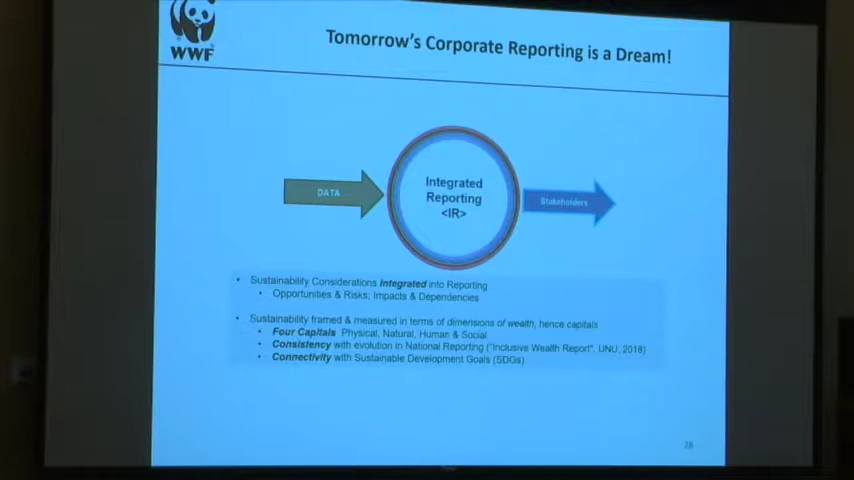 WWF
Tomorrow's Corporate Reporting is a Dream!
DATA
Integrated
Reporting
<IR>
Stakeholders
• Sustainability Considerations Integrated into Reporting
• Opportunities & Risks; Impacts & Dependencies
• Sustainability framed & measured in terms of dimensions of wealth, hence capitals
• Four Capitals: Physical, Natural, Human & Social
• Consistency with evolution in National Reporting ("Inclusive Wealth Report", UNU, 2018)
• Connectivity with Sustainable Development Goals (SDGs)
28